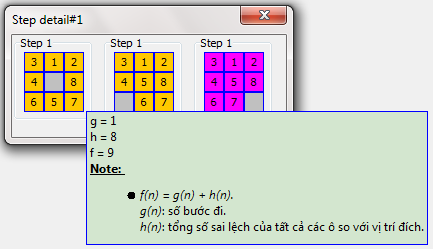 Step detail#1
Step 1 Step 1 Step 1
3 1 2 3 1 2 3 1 2
4 8 4 5 8 4 5 8
6 5 7 6 7 6 7
g = 1
h = 8
f = 9
Note:
● f(n) = g(n) + h(n).
g(n): số bước đi.
h(n): tổng số sai lệch của tất cả các ô so với vị trí đích.